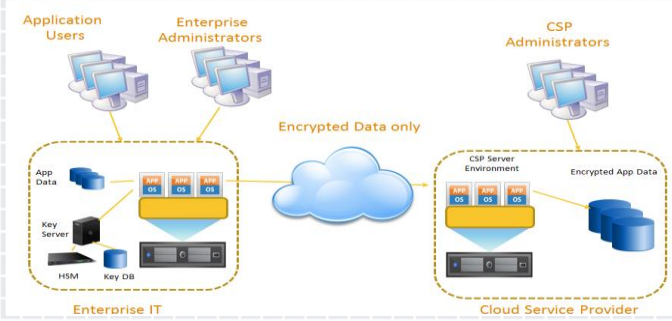 Application
Users
Enterprise
Administrators
CSP
Administrators
Encrypted Data only
App
Data
APP APP APP
OS OS OS
Key
Server
HSM
Key DB
Enterprise IT
CSP Server
Environment
Encrypted App Data
APP APP APP
OS OS OS
Cloud Service Provider